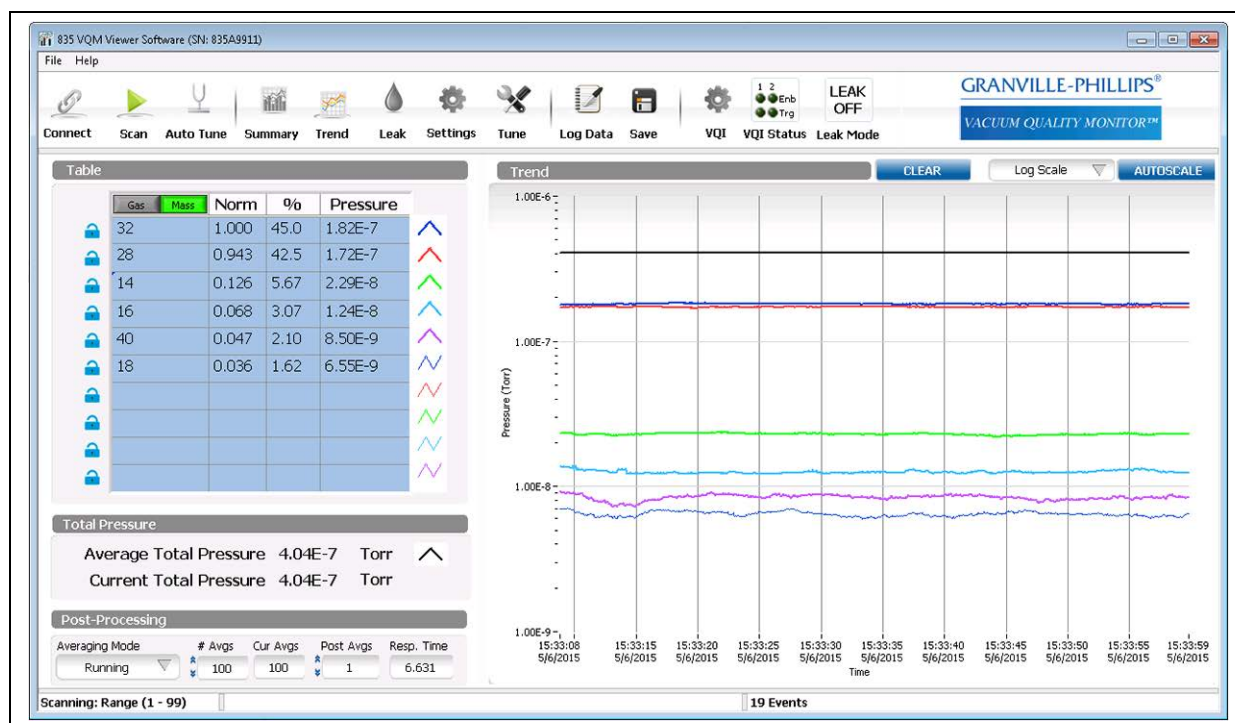 835 VQM Viewer Software (SN: 835A9911)
File Help
Connect Scan Auto Tune Summary Trend Leak Settings Tune Log Data Save VQI VQI Status Leak Mode
1 2
Enb
Trg
LEAK
OFF
GRANVILLE-PHILLIPS®
VACUUM QUALITY MONITOR™
Table
Gas Mass Norm % Pressure
32 1.000 45.0 1.82E-7
28 0.943 42.5 1.72E-7
14 0.126 5.67 2.29E-8
16 0.068 3.07 1.24E-8
40 0.047 2.10 8.50E-9
18 0.036 1.62 6.55E-9
Total Pressure
Average Total Pressure 4.04E-7 Torr
Current Total Pressure 4.04E-7 Torr
Post-Processing
Averaging Mode # Avgs Cur Avgs Post Avgs Resp. Time
Running 100 100 1 6.631
Trend CLEAR Log Scale AUTOSCALE
1.00E-6
1.00E-7
1.00E-8
1.00E-9
Pressure (Torr)
15:33:08 15:33:15 15:33:20 15:33:25 15:33:30 15:33:35 15:33:40 15:33:45 15:33:50 15:33:55 15:33:59
5/6/2015 5/6/2015 5/6/2015 5/6/2015 5/6/2015 5/6/2015 5/6/2015 5/6/2015 5/6/2015 5/6/2015 5/6/2015
Time
Scanning: Range (1 - 99) 19 Events